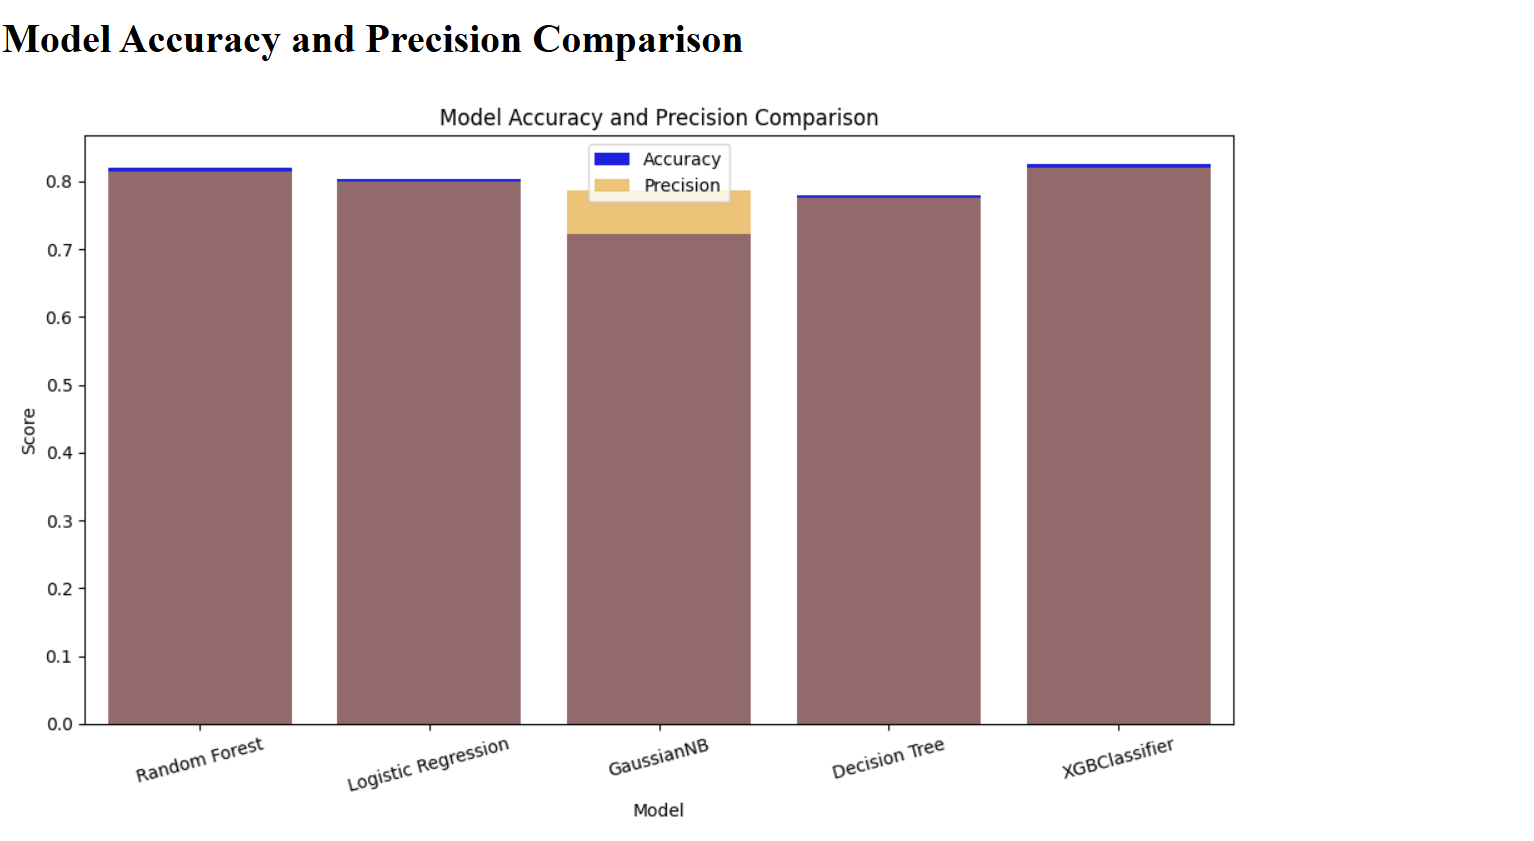 Model Accuracy and Precision Comparison
Model Accuracy and Precision Comparison
Accuracy
Precision
Score
0.8
0.7
0.6
0.5
0.4
0.3
0.2
0.1
0.0
Random Forest
Logistic Regression
GaussianNB
Decision Tree
XGBClassifier
Model